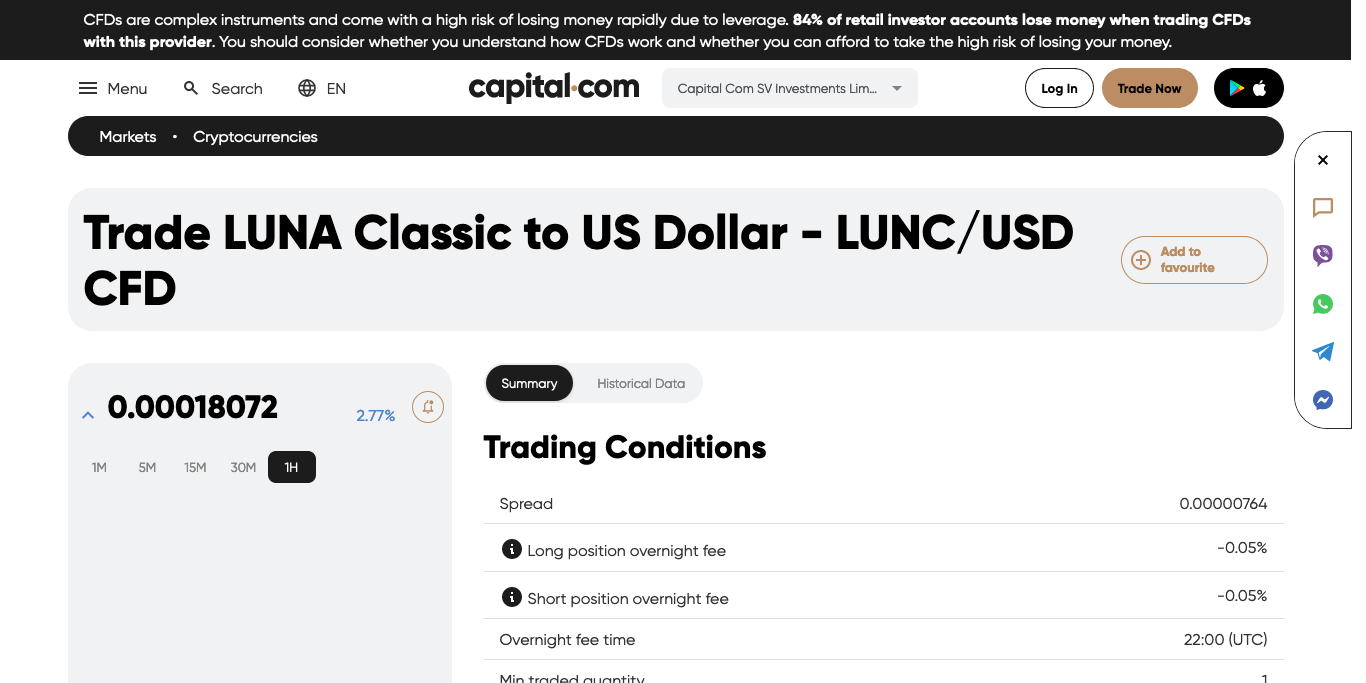 CFDs are complex instruments and come with a high risk of losing money rapidly due to leverage. 84% of retail investor accounts lose money when trading CFDs
with this provider. You should consider whether you understand how CFDs work and whether you can afford to take the high risk of losing your money.
Menu Search EN capital.com Capital Com SV Investments Lim... Log In Trade Now
Markets • Cryptocurrencies
Trade LUNA Classic to US Dollar - LUNC/USD
CFD
Add to
favourite
0.00018072 2.77%
1M 5M 15M 30M 1H
Summary Historical Data
Trading Conditions
Spread 0.00000764
Long position overnight fee -0.05%
Short position overnight fee -0.05%
Overnight fee time 22:00 (UTC)
Min traded quantity 1